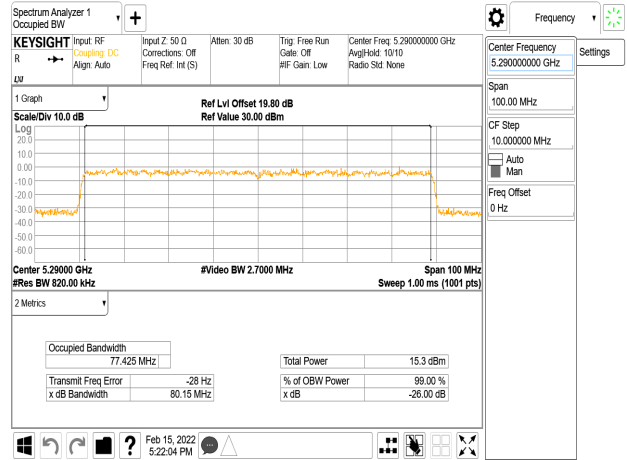 Spectrum Analyzer 1
Occupied BW
Frequency
KEYSIGHT
R
LXI
Input: RF
Coupling: DC
Align: Auto
Input Z: 50 Ω
Corrections: Off
Freq Ref: Int (S)
Atten: 30 dB
Trig: Free Run
Gate: Off
#IF Gain: Low
Center Freq: 5.290000000 GHz
Avg|Hold: 10/10
Radio Std: None
Center Frequency
5.290000000 GHz
Settings
Span
100.00 MHz
CF Step
10.000000 MHz
Auto
Man
Freq Offset
0 Hz
1 Graph
Scale/Div 10.0 dB
Ref Lvl Offset 19.80 dB
Ref Value 30.00 dBm
Log
20.0
10.0
0.00
-10.0
-20.0
-30.0
-40.0
-50.0
-60.0
Center 5.29000 GHz
#Video BW 2.7000 MHz
Span 100 MHz
#Res BW 820.00 kHz
Sweep 1.00 ms (1001 pts)
2 Metrics
Occupied Bandwidth
77.425 MHz
Total Power 15.3 dBm
Transmit Freq Error -28 Hz
% of OBW Power 99.00 %
x dB Bandwidth 80.15 MHz
x dB -26.00 dB
?
Feb 15, 2022
5:22:04 PM